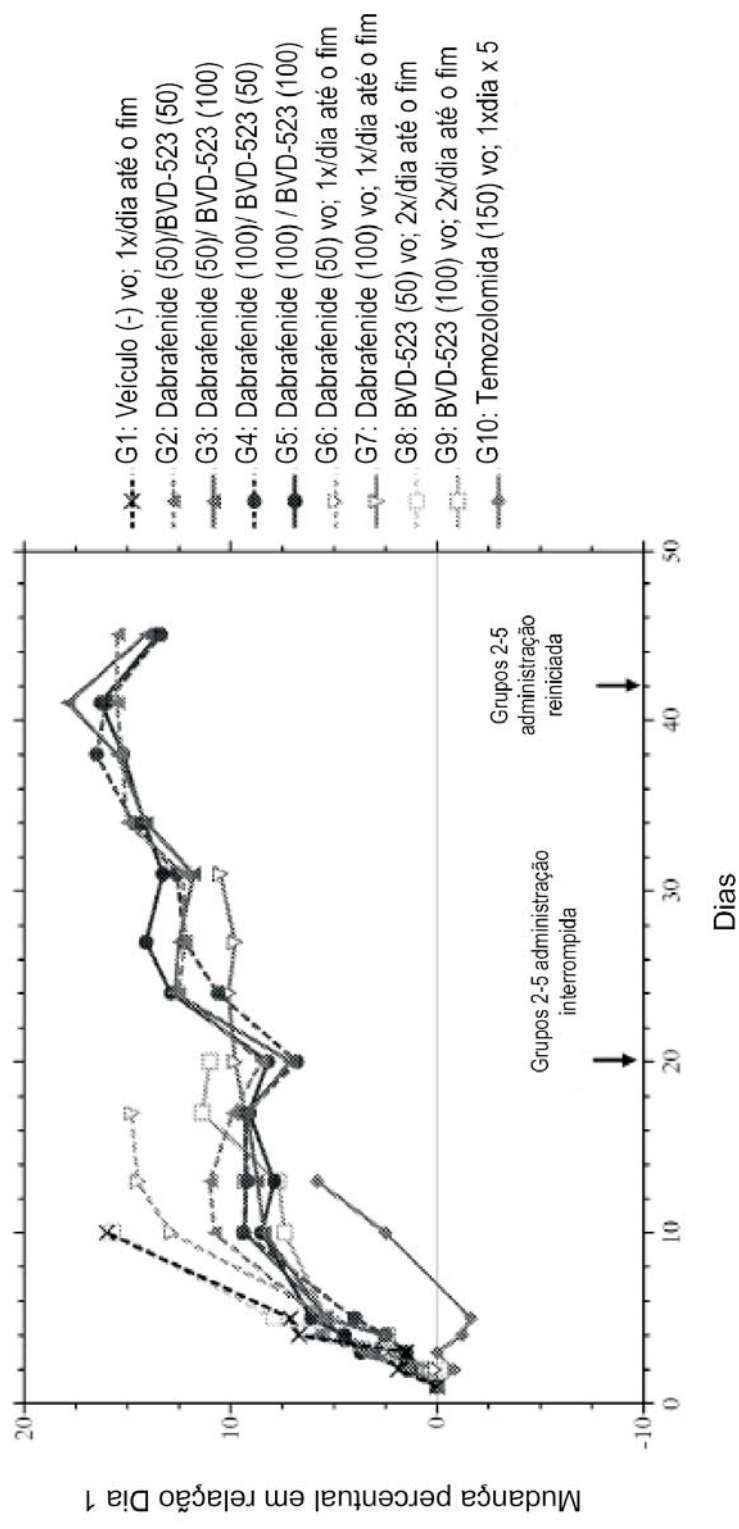 Mudança percentual em relação Dia 1
20
10
0
-10
0
10
20
30
40
50
Dias
Grupos 2-5 administração
interrompida
Grupos 2-5
administração
reiniciada
G1: Veículo (-) vo; 1x/dia até o fim
G2: Dabrafenide (50)/BVD-523 (50)
G3: Dabrafenide (50)/ BVD-523 (100)
G4: Dabrafenide (100)/ BVD-523 (50)
G5: Dabrafenide (100) / BVD-523 (100)
G6: Dabrafenide (50) vo; 1x/dia até o fim
G7: Dabrafenide (100) vo; 1x/dia até o fim
G8: BVD-523 (50) vo; 2x/dia até o fim
G9: BVD-523 (100) vo; 2x/dia até o fim
G10: Temozolomida (150) vo; 1xdia x 5